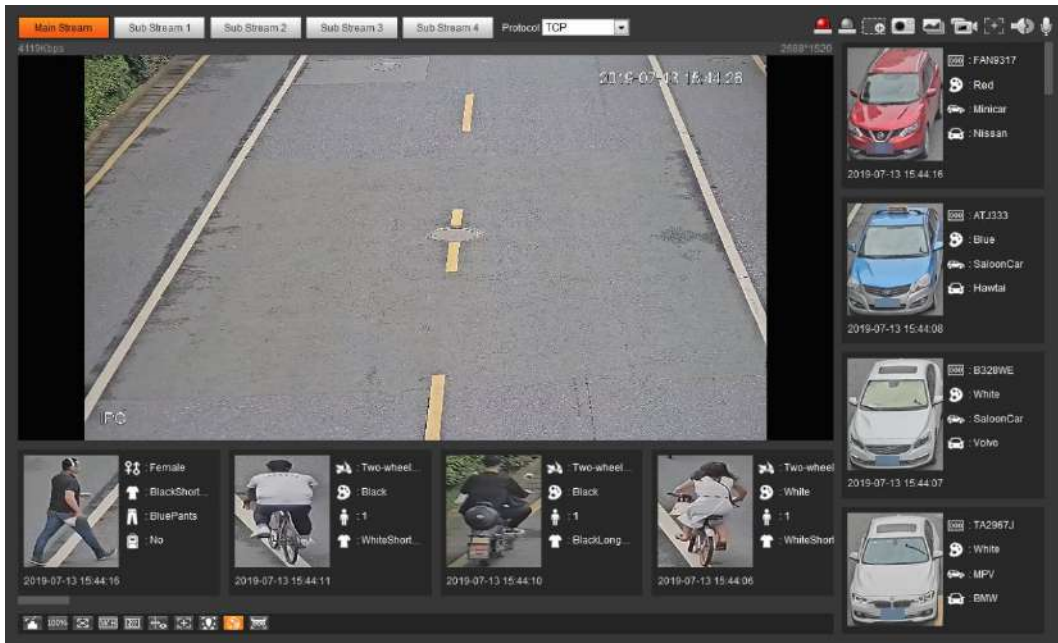 Main Stream
Sub Stream 1
Sub Stream 2
Sub Stream 3
Sub Stream 4
Protocol TCP
4119Kbps
2688*1520
2019-07-13 15:44:28
IPC
: FAN9317
: Red
: Minicar
: Nissan
2019-07-13 15:44:16
: ATJ333
: Blue
: SaloonCar
: Hawtai
2019-07-13 15:44:08
: B328WE
: White
: SaloonCar
: Volvo
2019-07-13 15:44:07
: TA2967J
: White
: MPV
: BMW
: Female
: BlackShort...
: BluePants
: No
2019-07-13 15:44:16
: Two-wheel...
: Black
: 1
: WhiteShort...
2019-07-13 15:44:11
: Two-wheel...
: Black
: 1
: BlackLong...
2019-07-13 15:44:10
: Two-wheel
: White
: 1
: WhiteShort
2019-07-13 15:44:06
100%
W:H